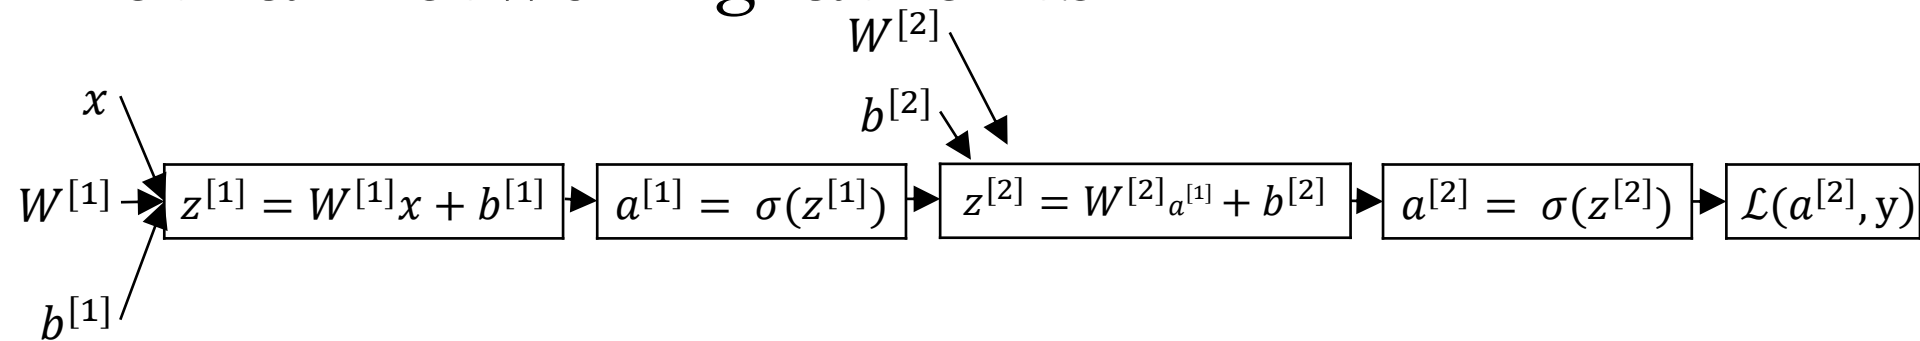 W^[2]
b^[2]
x
W^[1]
z^[1] = W^[1]x + b^[1]
a^[1] = σ(z^[1])
z^[2] = W^[2]a^[1] + b^[2]
a^[2] = σ(z^[2])
ℒ(a^[2], y)
b^[1]